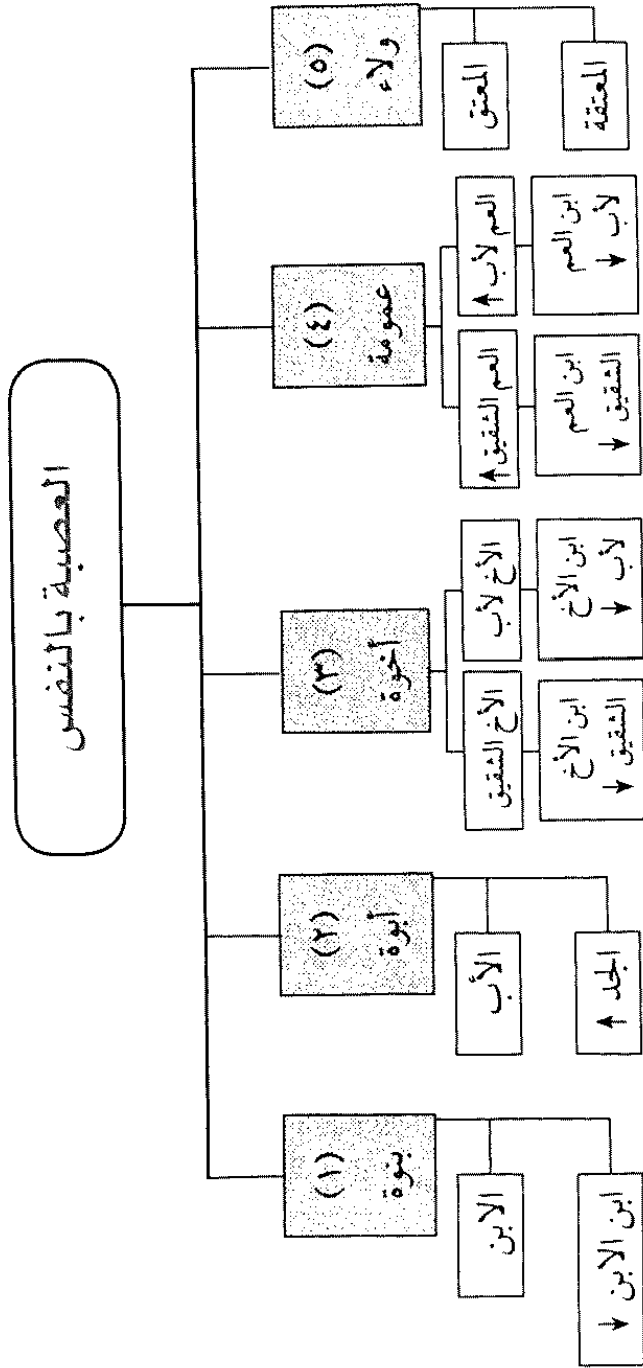 العصبة بالنفس
(١)
بنوة
الابن
ابن الابن ↓
(٢)
أبوة
الأب
الجد ↑
(٣)
أخوة
الأخ الشقيق
ابن الأخ
الشقيق ↓
الأخ لأب
ابن الأخ
لأب ↓
(٤)
عمومة
العم الشقيق ↑
ابن العم
الشقيق ↓
العم لأب ↑
ابن العم
لأب ↓
(٥)
ولاء
المعتق
المعتقة